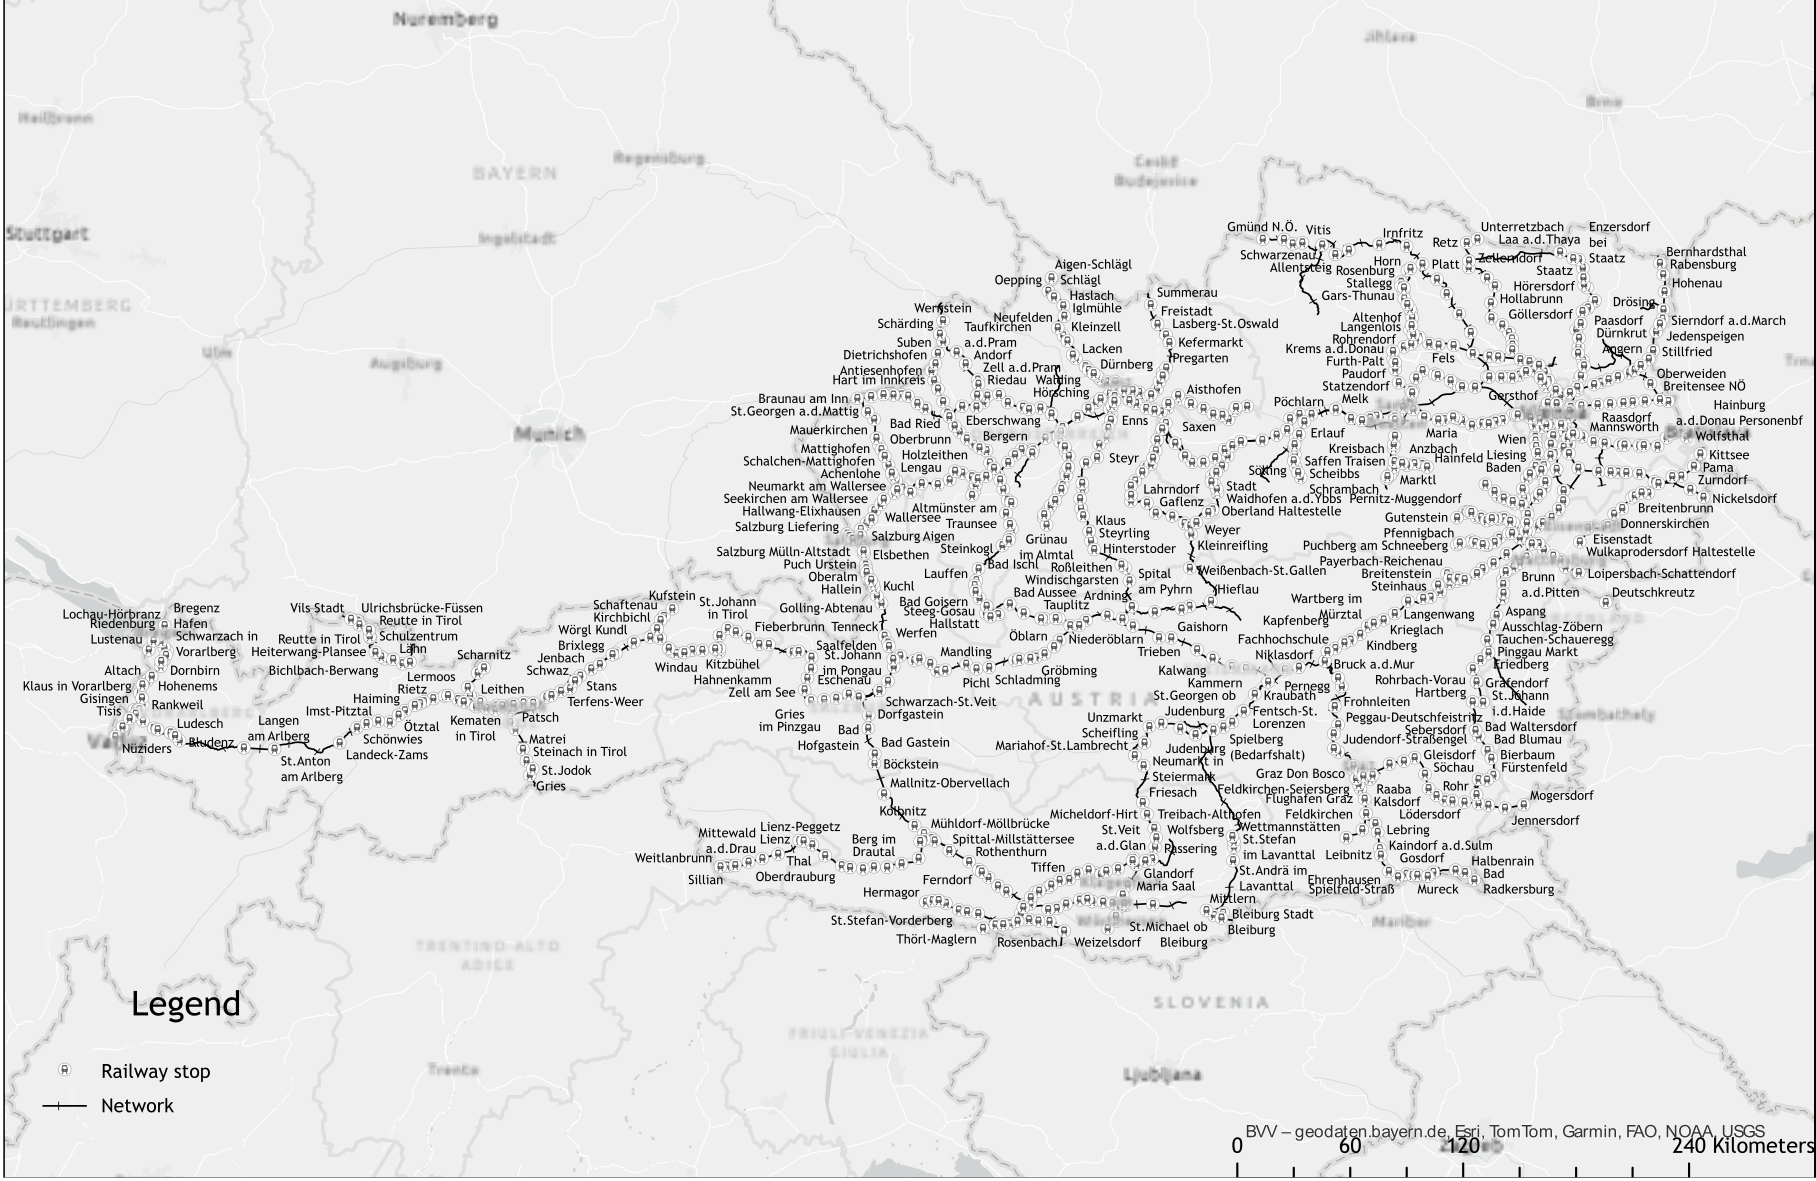 Nuremberg
Jihlava
Brno
Heilbronn
Regensburg
BAYERN
České
Budejovice
Stuttgart
Ingolstadt
Reutlingen
Ulm
Augsburg
Munich
AUSTRIA
Szombathely
Maribor
TRENTINO-ALTO
ADIGE
FRIULI-VENEZIA
GIULIA
SLOVENIA
Trento
Ljubljana
Gmünd N.Ö.
Vitis
Irnfritz
Retz
Unterretzbach
Laa a.d.Thaya
Enzersdorf
bei
Staatz
Schwarzenau
Allentsteig
Horn
Platt
Zellerndorf
Staatz
Bernhardsthal
Rabensburg
Rosenburg
Stallegg
Gars-Thunau
Hörersdorf
Hollabrunn
Göllersdorf
Hohenau
Drösing
Aigen-Schlägl
Oepping
Schlägl
Haslach
Iglmühle
Summerau
Wernstein
Schärding
Neufelden
Taufkirchen
a.d.Pram
Kleinzell
Freistadt
Lasberg-St.Oswald
Altenhof
Langenlois
Rohrendorf
Paasdorf
Dürnkrut
Sierndorf a.d.March
Jedenspeigen
Suben
Dietrichshofen
Andorf
Lacken
Kefermarkt
Pregarten
Krems a.d.Donau
Furth-Palt
Paudorf
Statzendorf
Fels
Angern
Stillfried
Antiesenhofen
Hart im Innkreis
Zell a.d.Pram
Riedau
Walding
Hörsching
Dürnberg
Aisthofen
Melk
Pöchlarn
Gersthof
Oberweiden
Breitensee NÖ
Braunau am Inn
St.Georgen a.d.Mattig
Mauerkirchen
Bad Ried
Oberbrunn
Eberschwang
Bergern
Enns
Saxen
Hainburg
a.d.Donau Personenbf
Raasdorf
Mannsworth
Wolfsthal
Mattighofen
Schalchen-Mattighofen
Achenlohe
Holzleithen
Lengau
Steyr
Erlauf
Kreisbach
Saffen Traisen
Scheibbs
Schrambach
Sölling
Maria
Anzbach
Hainfeld
Marktl
Wien
Liesing
Baden
Kittsee
Pama
Zurndorf
Nickelsdorf
Neumarkt am Wallersee
Seekirchen am Wallersee
Hallwang-Elixhausen
Salzburg Liefering
Altmünster am
Traunsee
Wallersee
Lahrndorf
Gaflenz
Stadt
Waidhofen a.d.Ybbs
Oberland Haltestelle
Pernitz-Muggendorf
Gutenstein
Breitenbrunn
Donnerskirchen
Salzburg Aigen
Elsbethen
Steinkogl
Grünau
im Almtal
Klaus
Steyrling
Hinterstoder
Weyer
Kleinreifling
Pfennigbach
Puchberg am Schneeberg
Eisenstadt
Wulkaprodersdorf Haltestelle
Salzburg Mülln-Altstadt
Puch Urstein
Oberalm
Hallein
Kuchl
Lauffen
Bad Ischl
Roßleithen
Windischgarsten
Spital
am Pyhrn
Weißenbach-St.Gallen
Hieflau
Payerbach-Reichenau
Breitenstein
Steinhaus
Brunn
a.d.Pitten
Loipersbach-Schattendorf
Deutschkreutz
Golling-Abtenau
Bad Goisern
Steeg-Gosau
Hallstatt
Bad Aussee
Tauplitz
Ardning
Wartberg im
Mürztal
Kapfenberg
Langenwang
Krieglach
Kindberg
Aspang
Ausschlag-Zöbern
Tauchen-Schaueregg
Pinggau Markt
Friedberg
Lochau-Hörbranz
Riedenburg
Lustenau
Bregenz
Hafen
Schwarzach in
Vorarlberg
Vils Stadt
Ulrichsbrücke-Füssen
Reutte in Tirol
Reutte in Tirol
Schulzentrum
Heiterwang-Plansee
Lähn
Bichlbach-Berwang
Lermoos
Scharnitz
Kufstein
Schaftenau
Kirchbichl
Wörgl Kundl
Brixlegg
Jenbach
Schwaz
St.Johann
in Tirol
Fieberbrunn
Tenneck
Werfen
Windau
Kitzbühel
Hahnenkamm
Zell am See
Saalfelden
St.Johann
im Pongau
Eschenau
Mandling
Pichl
Schladming
Öblarn
Niederöblarn
Gröbming
Trieben
Gaishorn
Kalwang
Kammern
Fachhochschule
Niklasdorf
Bruck a.d.Mur
Pernegg
Rohrbach-Vorau
Hartberg
Grafendorf
St.Johann
i.d.Haide
Altach
Klaus in Vorarlberg
Gisingen
Tisis
Dornbirn
Hohenems
Rankweil
Ludesch
Nüziders
Bludenz
Langen
am Arlberg
St.Anton
am Arlberg
Imst-Pitztal
Haiming
Rietz
Leithen
Ötztal
Schönwies
Landeck-Zams
Kematen
in Tirol
Patsch
Matrei
Steinach in Tirol
St.Jodok
Gries
Stans
Terfens-Weer
Gries
im Pinzgau
Schwarzach-St.Veit
Dorfgastein
Bad
Hofgastein
Bad Gastein
Böckstein
Mallnitz-Obervellach
Kolbnitz
St.Georgen ob
Judenburg
Kraubath
Fentsch-St.
Lorenzen
Unzmarkt
Scheifling
Mariahof-St.Lambrecht
Judenburg
Neumarkt in
Steiermark
Friesach
Spielberg
(Bedarfshalt)
Frohnleiten
Peggau-Deutschfeistritz
Judendorf-Straßengel
Sebersdorf
Bad Waltersdorf
Bad Blumau
Bierbaum
Fürstenfeld
Gleisdorf
Söchau
Graz Don Bosco
Feldkirchen-Seiersberg
Flughafen Graz
Feldkirchen
Raaba
Kalsdorf
Rohr
Lödersdorf
Mogersdorf
Jennersdorf
Micheldorf-Hirt
Treibach-Althofen
St.Veit
a.d.Glan
Wolfsberg
Passering
Wettmannstätten
St.Stefan
im Lavanttal
St.Andrä im
Lavanttal
Lebring
Kaindorf a.d.Sulm
Leibnitz
Gosdorf
Halbenrain
Bad
Radkersburg
Ehrenhausen
Spielfeld-Straß
Mureck
Mittewald
a.d.Drau
Weitlanbrunn
Sillian
Lienz-Peggetz
Lienz
Thal
Oberdrauburg
Berg im
Drautal
Mühldorf-Möllbrücke
Spittal-Millstättersee
Rothenthurn
Ferndorf
Tiffen
Glandorf
Maria Saal
Hermagor
St.Stefan-Vorderberg
Thörl-Maglern
Rosenbach
Weizelsdorf
St.Michael ob
Bleiburg
Mittlern
Bleiburg Stadt
Bleiburg
Legend
Railway stop
Network
BVV – geodaten.bayern.de, Esri, TomTom, Garmin, FAO, NOAA, USGS
0 60 120 240 Kilometers